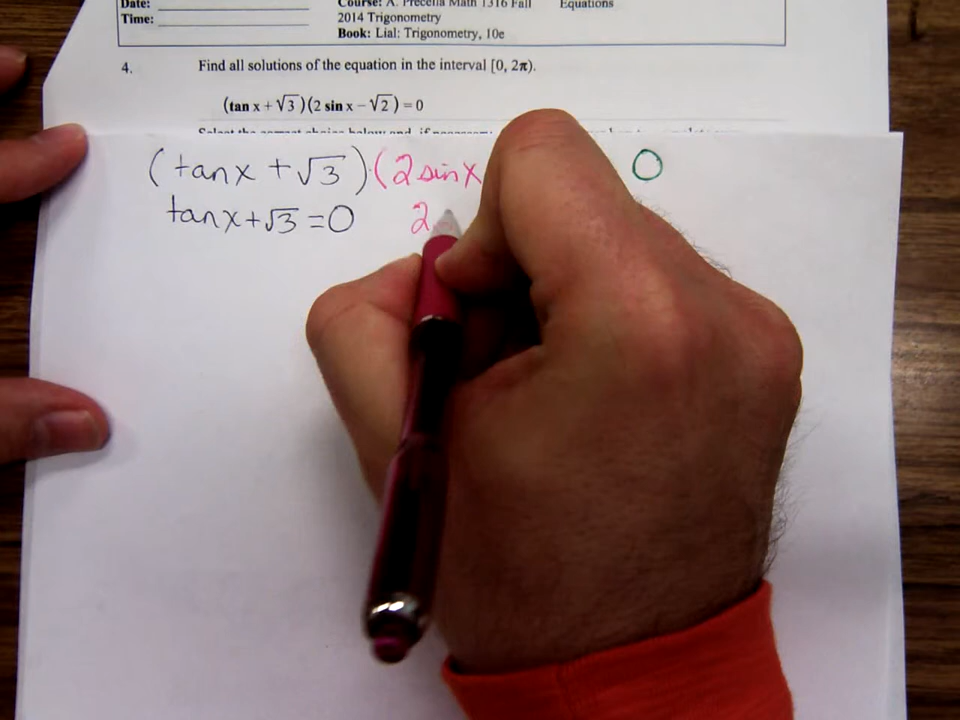 Date:
Course: A. Precella Math 1316 Fall Equations
Time:
2014 Trigonometry
Book: Lial: Trigonometry, 10e
4. Find all solutions of the equation in the interval [0, 2π).
(tan x + √3)(2 sin x − √2) = 0
(tanx + √3)·(2sinx 0
tanx+√3=0 2